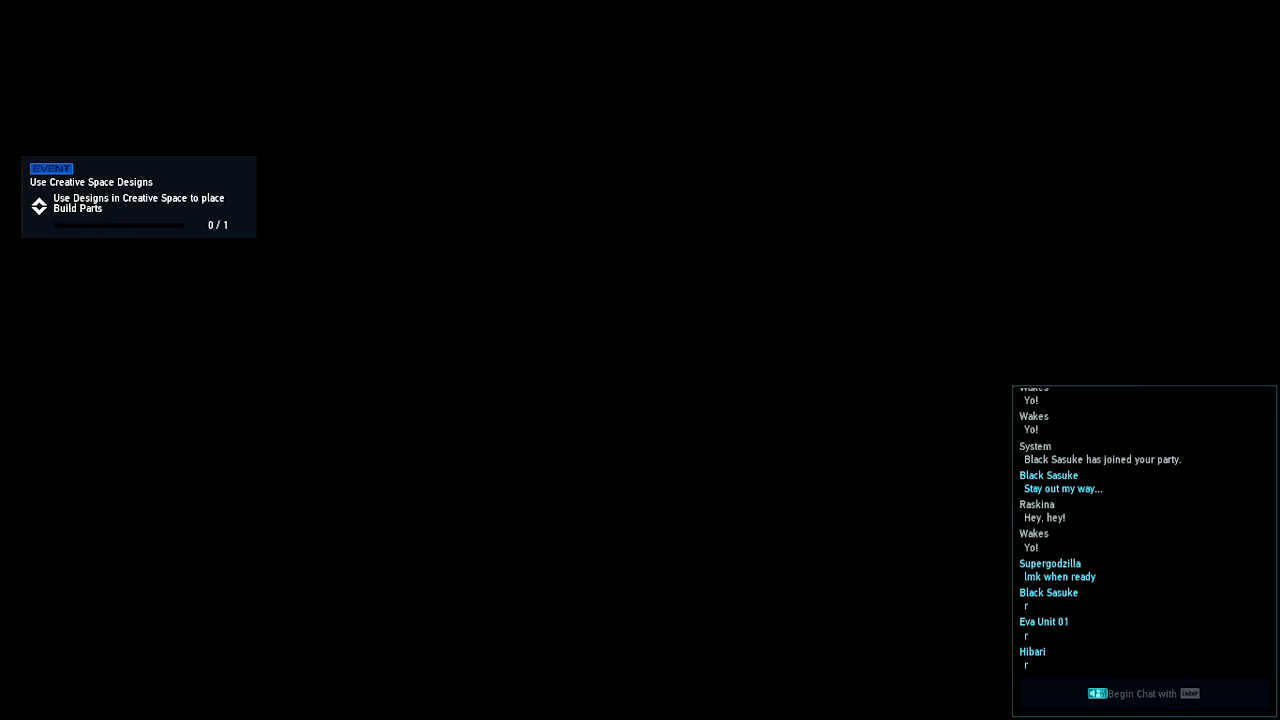 EVENT
Use Creative Space Designs
Use Designs in Creative Space to place
Build Parts
0 / 1
Wakes
Yo!
Wakes
Yo!
System
Black Sasuke has joined your party.
Black Sasuke
Stay out my way...
Raskina
Hey, hey!
Wakes
Yo!
Supergodzilla
lmk when ready
Black Sasuke
r
Eva Unit 01
r
Hibari
r
Begin Chat with Enter